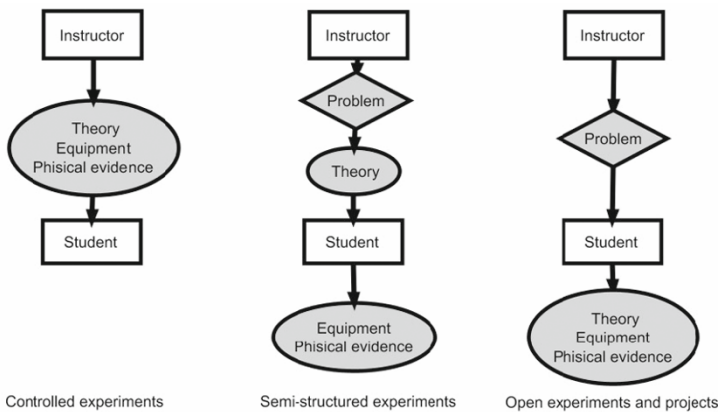 Instructor
Theory
Equipment
Phisical evidence
Student
Controlled experiments
Instructor
Problem
Theory
Student
Equipment
Phisical evidence
Semi-structured experiments
Instructor
Problem
Student
Theory
Equipment
Phisical evidence
Open experiments and projects